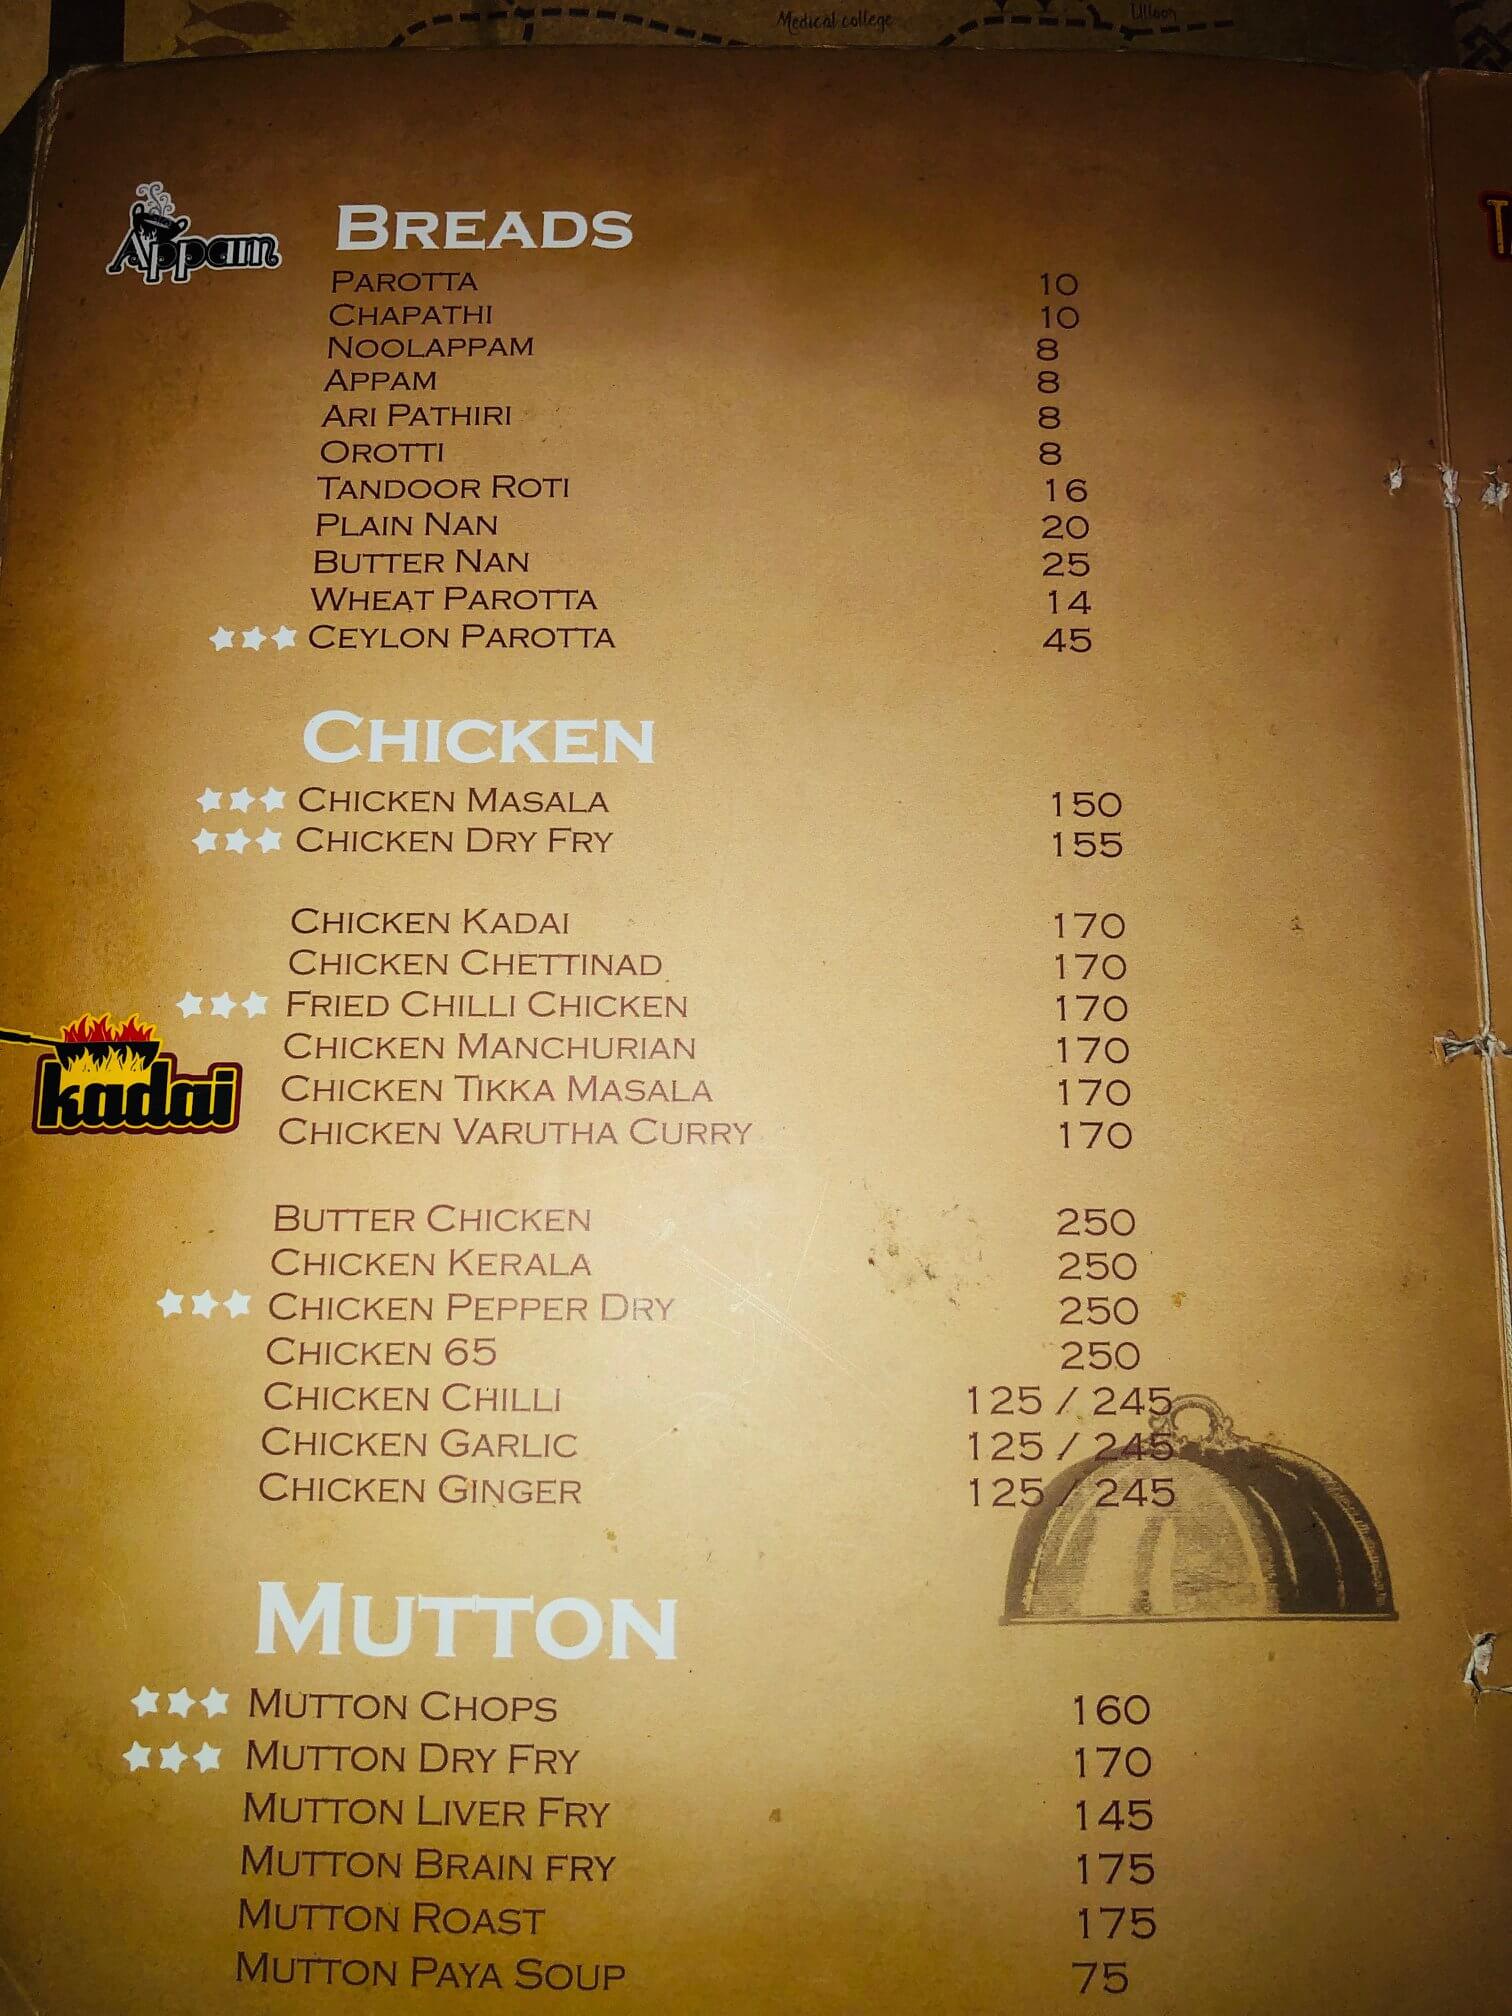 Medical college
Ulloor
Appam
BREADS
PAROTTA 10
CHAPATHI 10
NOOLAPPAM 8
APPAM 8
ARI PATHIRI 8
OROTTI 8
TANDOOR ROTI 16
PLAIN NAN 20
BUTTER NAN 25
WHEAT PAROTTA 14
CEYLON PAROTTA 45
CHICKEN
CHICKEN MASALA 150
CHICKEN DRY FRY 155
CHICKEN KADAI 170
CHICKEN CHETTINAD 170
FRIED CHILLI CHICKEN 170
CHICKEN MANCHURIAN 170
kadai
CHICKEN TIKKA MASALA 170
CHICKEN VARUTHA CURRY 170
BUTTER CHICKEN 250
CHICKEN KERALA 250
CHICKEN PEPPER DRY 250
CHICKEN 65 250
CHICKEN CHILLI 125 / 245
CHICKEN GARLIC 125 / 245
CHICKEN GINGER 125 / 245
MUTTON
MUTTON CHOPS 160
MUTTON DRY FRY 170
MUTTON LIVER FRY 145
MUTTON BRAIN FRY 175
MUTTON ROAST 175
MUTTON PAYA SOUP 75